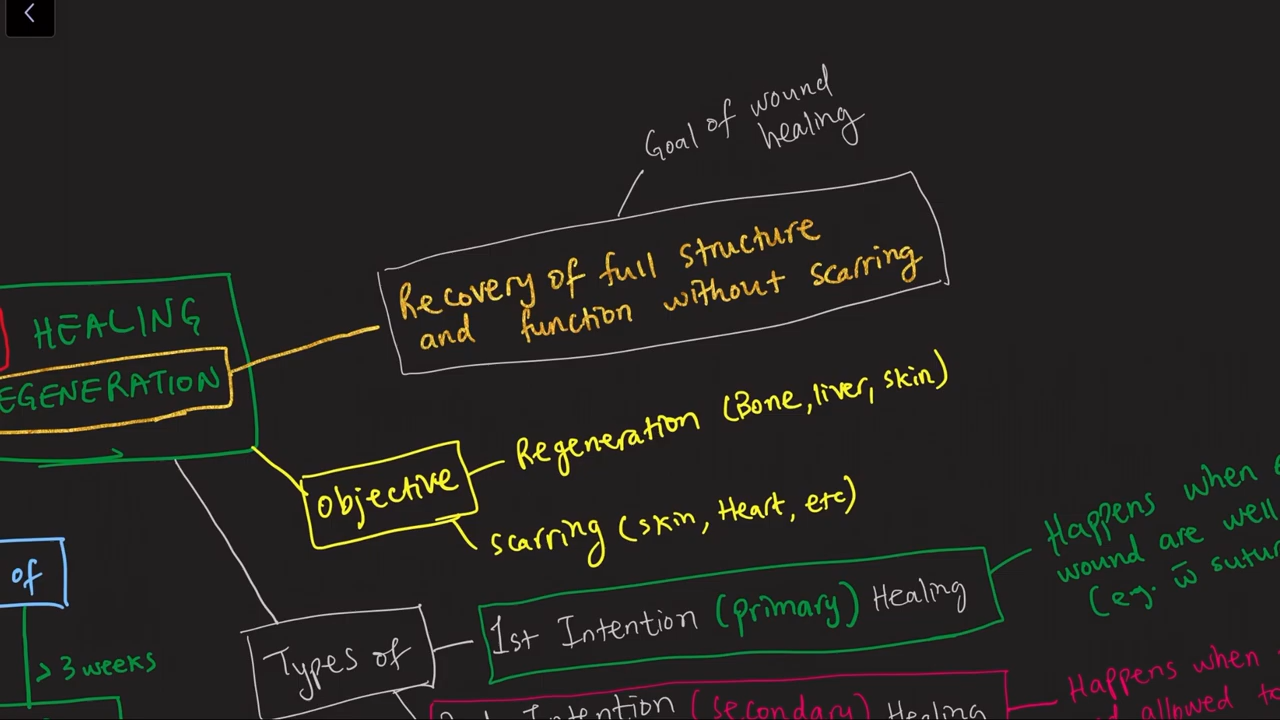 Goal of wound
healing
Recovery of full structure
and function without scarring
HEALING
EGENERATION
Regeneration (Bone, liver, skin)
Objective
scarring (skin, Heart, etc)
Happens when
wound are well
(e.g. w̄ sutur
of
1st Intention (primary) Healing
Types of
> 3 weeks
Intention (secondary) Healing
Happens when
allowed to